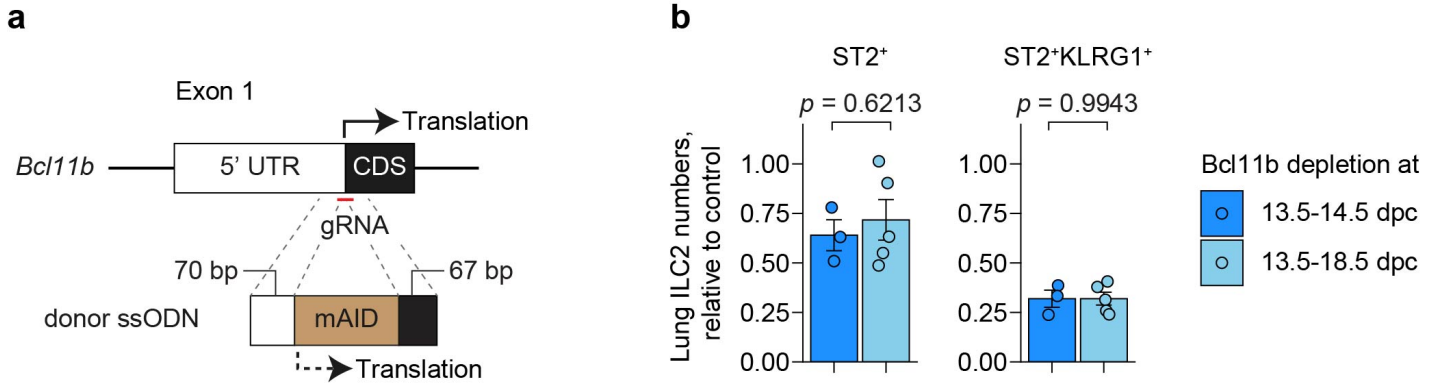 a
Exon 1
Translation
Bcl11b
5' UTR
CDS
gRNA
70 bp
67 bp
donor ssODN
mAID
Translation
b
ST2⁺
ST2⁺KLRG1⁺
p = 0.6213
p = 0.9943
Lung ILC2 numbers,
relative to control
1.00
0.75
0.50
0.25
0.00
1.00
0.75
0.50
0.25
0.00
Bcl11b depletion at
13.5-14.5 dpc
13.5-18.5 dpc